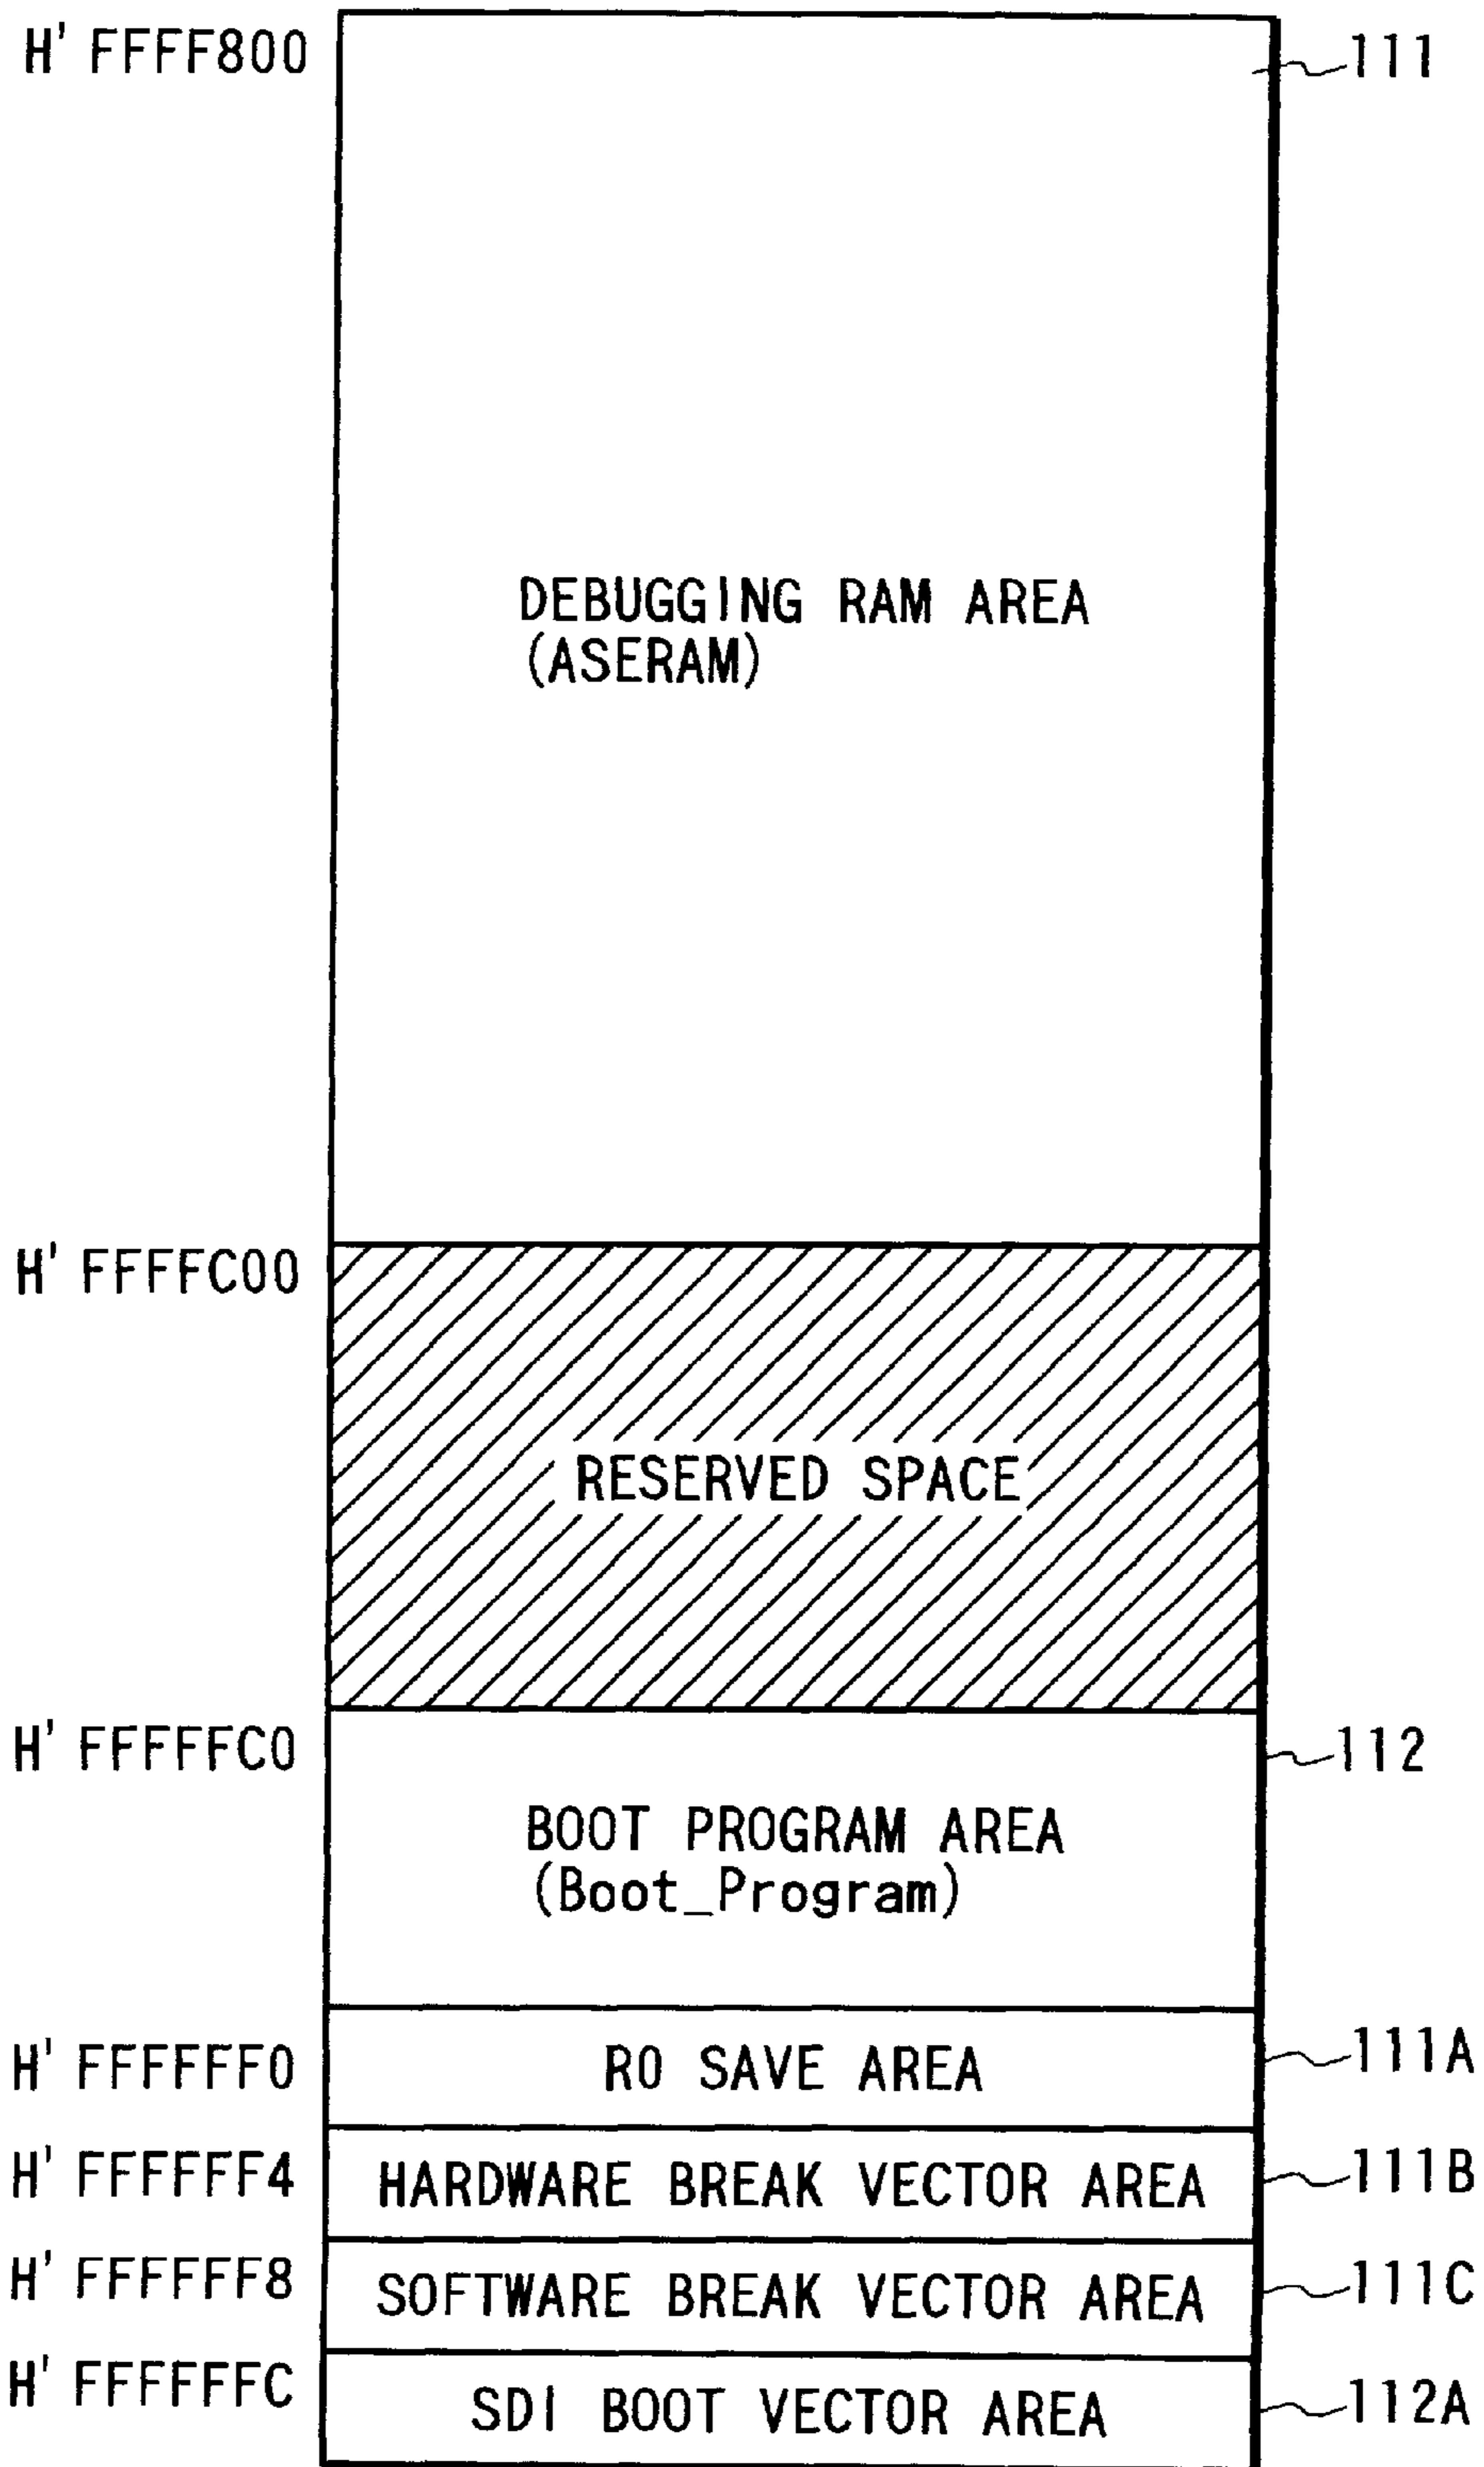 H' FFFF800
111
DEBUGGING RAM AREA
(ASERAM)
H' FFFFC00
RESERVED SPACE
H' FFFFFC0
112
BOOT PROGRAM AREA
(Boot_Program)
H' FFFFFF0
R0 SAVE AREA
111A
H' FFFFFF4
HARDWARE BREAK VECTOR AREA
111B
H' FFFFFF8
SOFTWARE BREAK VECTOR AREA
111C
H' FFFFFFC
SDI BOOT VECTOR AREA
112A